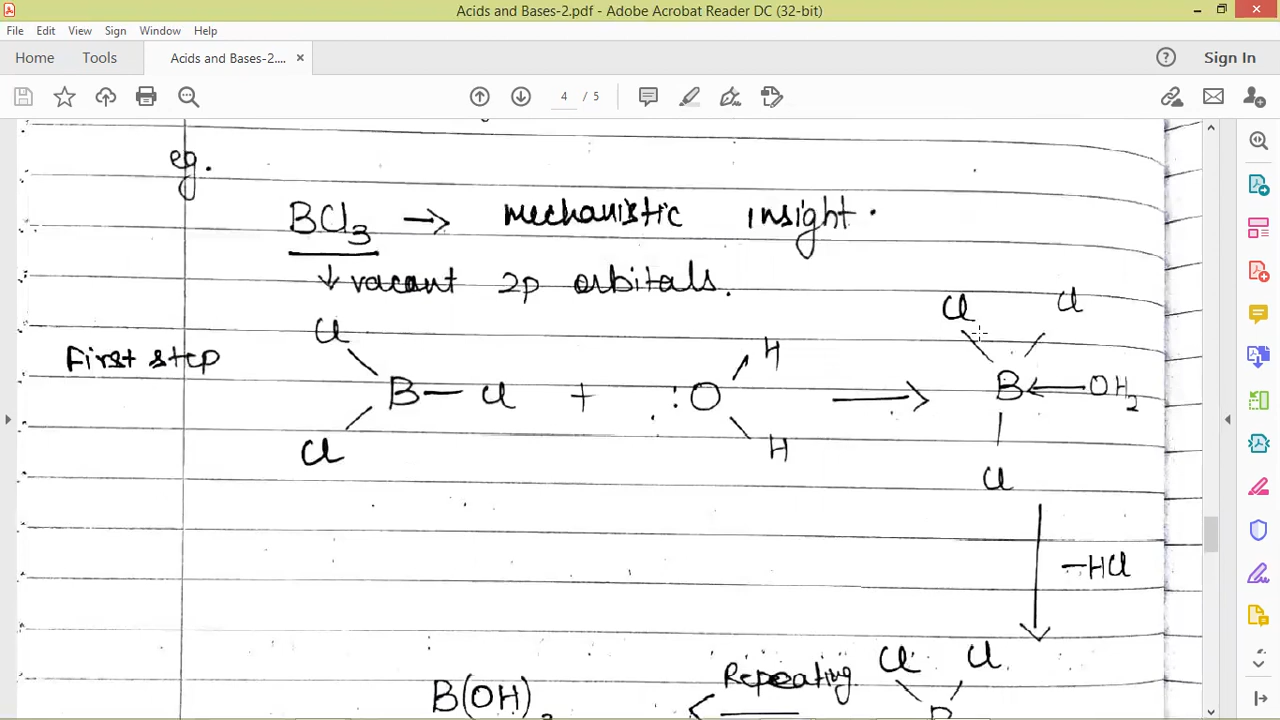 Acids and Bases-2.pdf - Adobe Acrobat Reader DC (32-bit)
File Edit View Sign Window Help
Home Tools Acids and Bases-2.... × Sign In
4 / 5
eg.
BCl3 → mechanistic insight.
↓ vacant 2p orbitals.
First step
Cl Cl Cl
B — Cl + :O H → B ← OH2
Cl H Cl
-HCl
Cl Cl
B(OH)3 Repeating
B